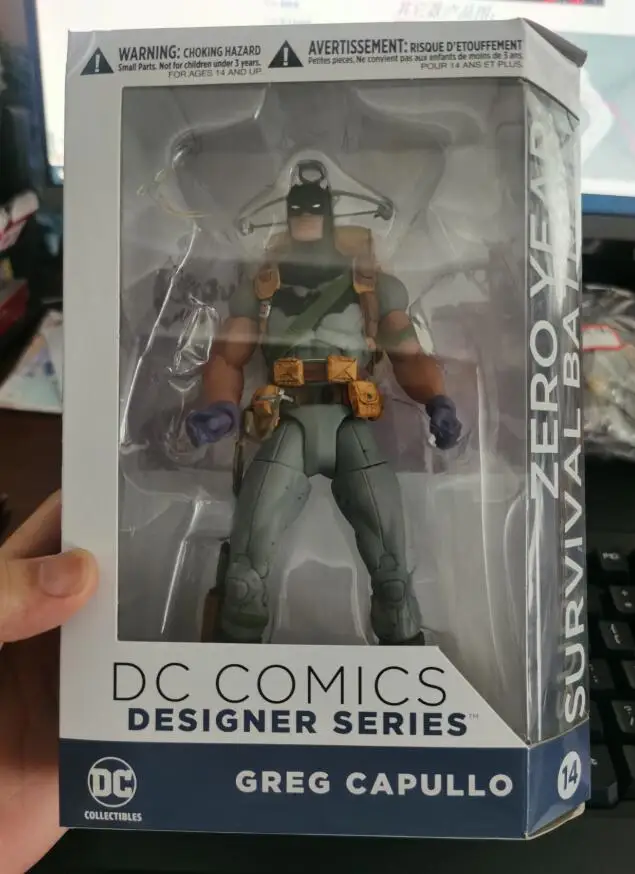 WARNING: CHOKING HAZARD
Small Parts. Not for children under 3 years.
FOR AGES 14 AND UP
AVERTISSEMENT: RISQUE D'ETOUFFEMENT
Petites pieces. Ne convient pas aux enfants de moins de 3 ans.
POUR 14 ANS ET PLUS.
ZERO YEAR
SURVIVAL BAT
DC COMICS
DESIGNER SERIES™
DC
COLLECTIBLES
GREG CAPULLO
14